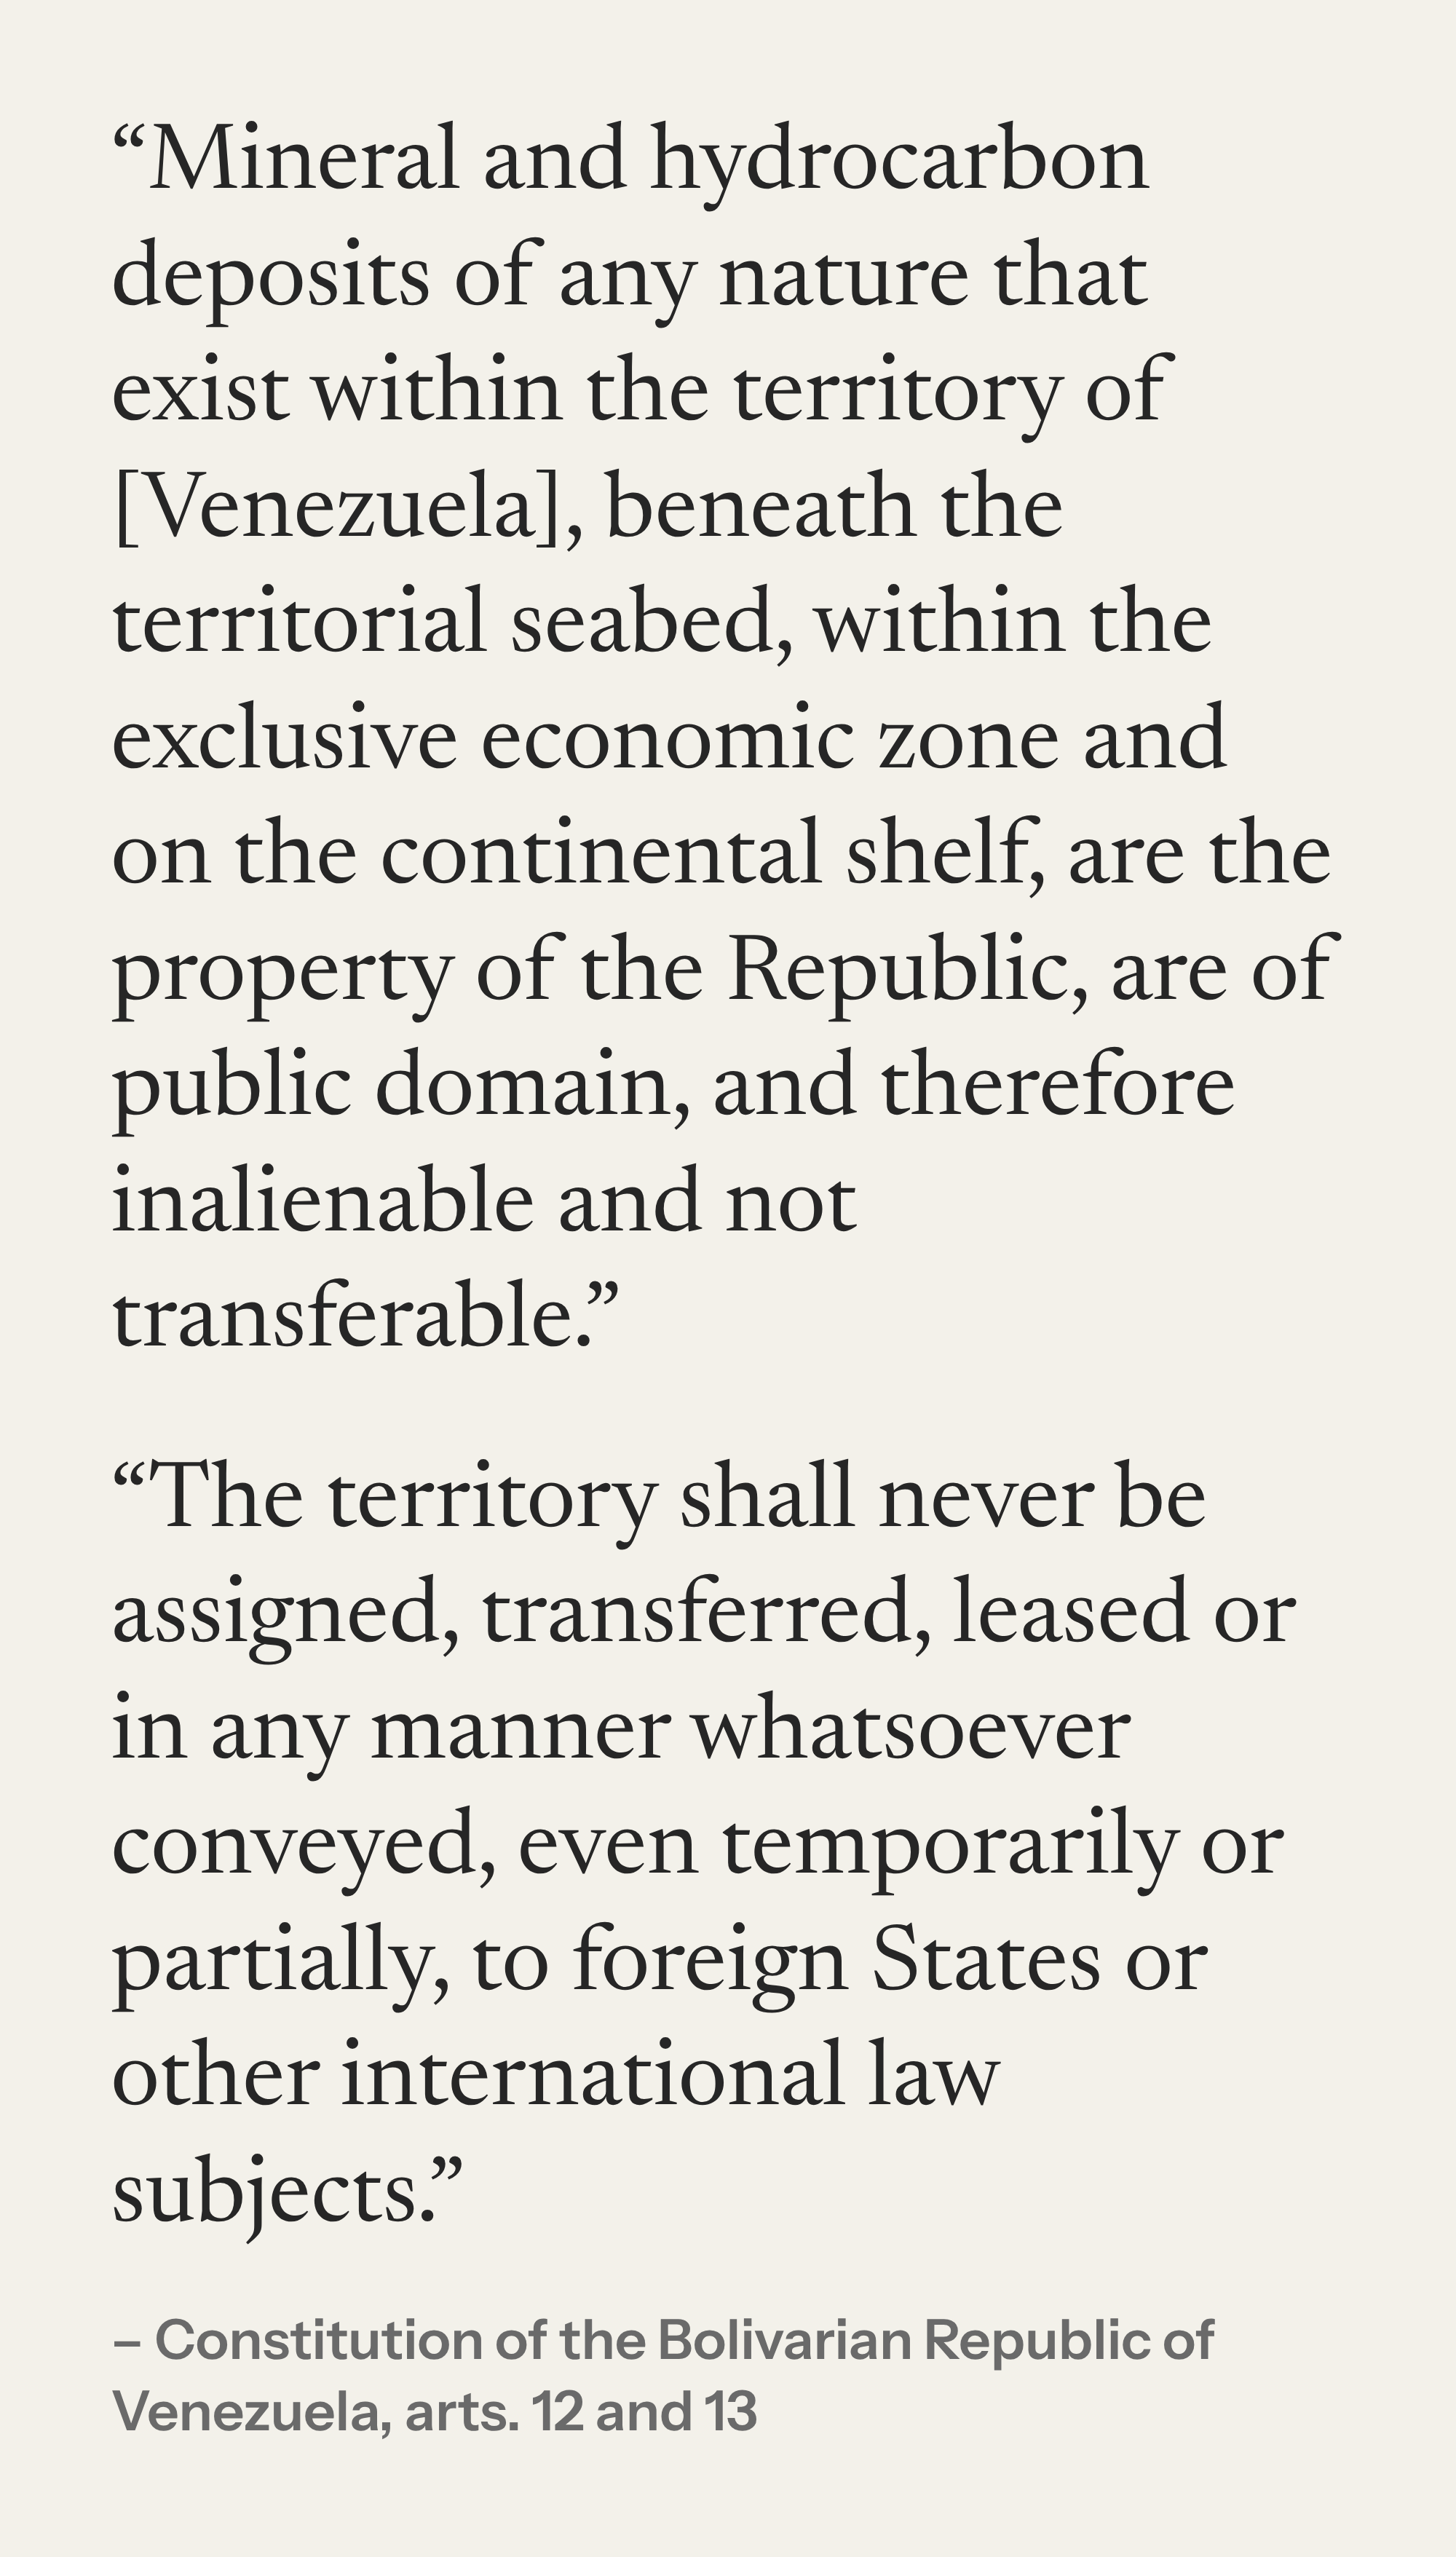 “Mineral and hydrocarbon
deposits of any nature that
exist within the territory of
[Venezuela], beneath the
territorial seabed, within the
exclusive economic zone and
on the continental shelf, are the
property of the Republic, are of
public domain, and therefore
inalienable and not
transferable.”
“The territory shall never be
assigned, transferred, leased or
in any manner whatsoever
conveyed, even temporarily or
partially, to foreign States or
other international law
subjects.”
– Constitution of the Bolivarian Republic of
Venezuela, arts. 12 and 13